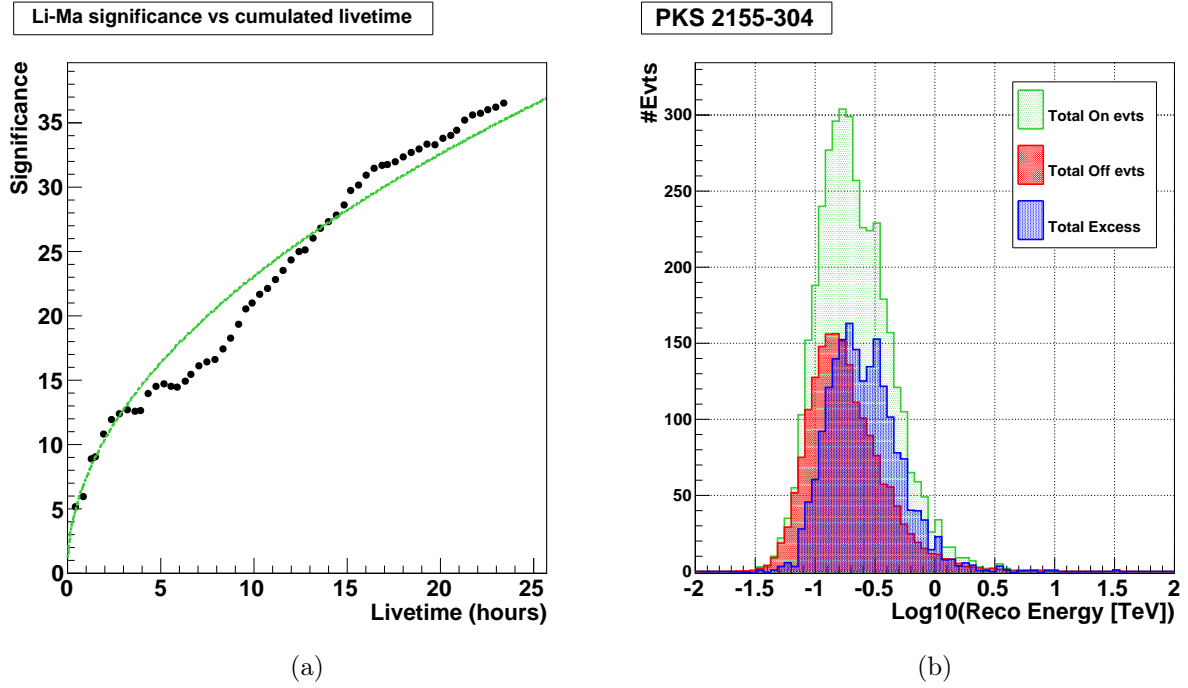 Li-Ma significance vs cumulated livetime
Significance
35
30
25
20
15
10
5
0
0 5 10 15 20 25
Livetime (hours)
(a)
PKS 2155-304
#Evts
300
250
200
150
100
50
0
Total On evts
Total Off evts
Total Excess
-2 -1.5 -1 -0.5 0 0.5 1 1.5 2
Log10(Reco Energy [TeV])
(b)